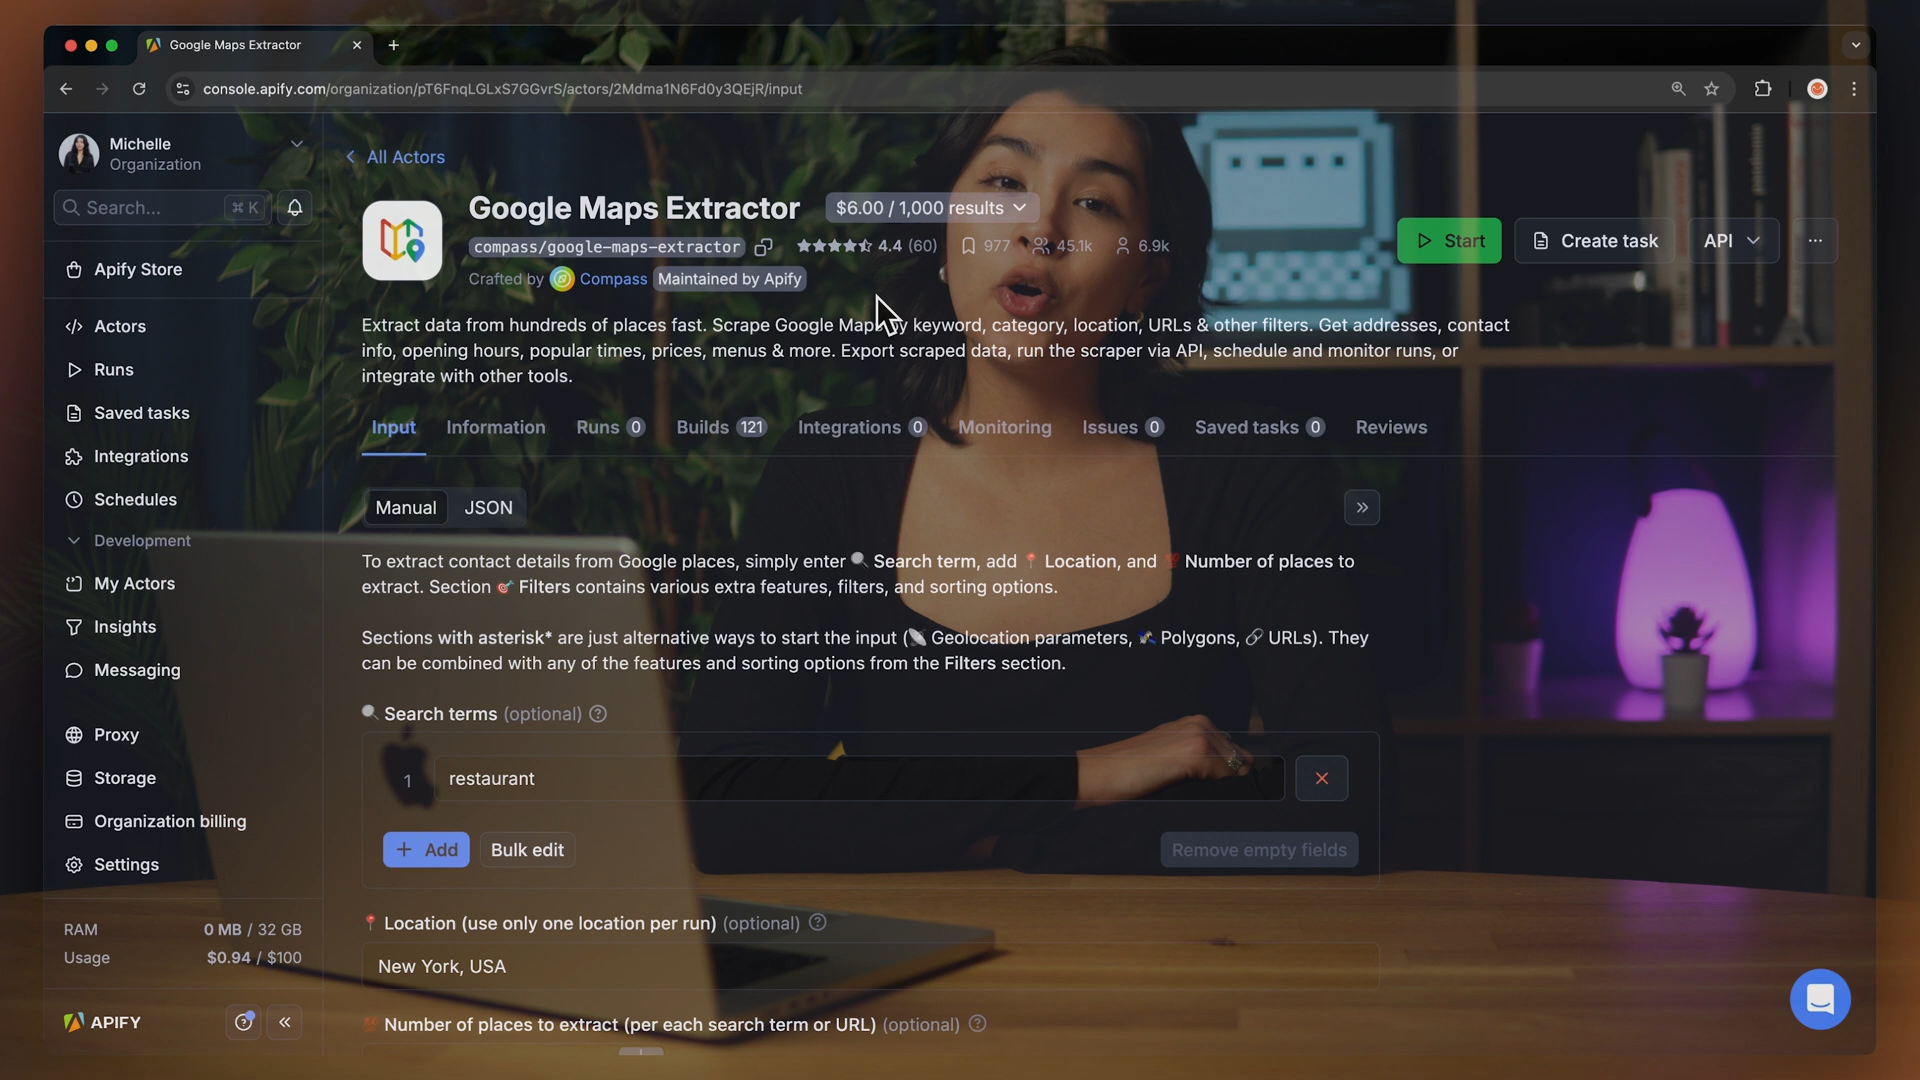 Google Maps Extractor
console.apify.com/organization/pT6FnqLGLxS7GGvrS/actors/2Mdma1N6Fd0y3QEjR/input
Michelle
Organization
Search...
⌘ K
Apify Store
Actors
Runs
Saved tasks
Integrations
Schedules
Development
My Actors
Insights
Messaging
Proxy
Storage
Organization billing
Settings
RAM 0 MB / 32 GB
Usage $0.94 / $100
APIFY
All Actors
Google Maps Extractor $6.00 / 1,000 results
compass/google-maps-extractor 4.4 (60) 977 45.1k 6.9k
Crafted by Compass Maintained by Apify
Start Create task API
Extract data from hundreds of places fast. Scrape Google Maps by keyword, category, location, URLs & other filters. Get addresses, contact
info, opening hours, popular times, prices, menus & more. Export scraped data, run the scraper via API, schedule and monitor runs, or
integrate with other tools.
Input Information Runs 0 Builds 121 Integrations 0 Monitoring Issues 0 Saved tasks 0 Reviews
Manual JSON
To extract contact details from Google places, simply enter 🔍 Search term, add 📍 Location, and 💯 Number of places to
extract. Section 🎯 Filters contains various extra features, filters, and sorting options.
Sections with asterisk* are just alternative ways to start the input (📡 Geolocation parameters, 🛰 Polygons, 🔗 URLs). They
can be combined with any of the features and sorting options from the Filters section.
🔍 Search terms (optional)
1 restaurant
+ Add Bulk edit Remove empty fields
📍 Location (use only one location per run) (optional)
New York, USA
💯 Number of places to extract (per each search term or URL) (optional)